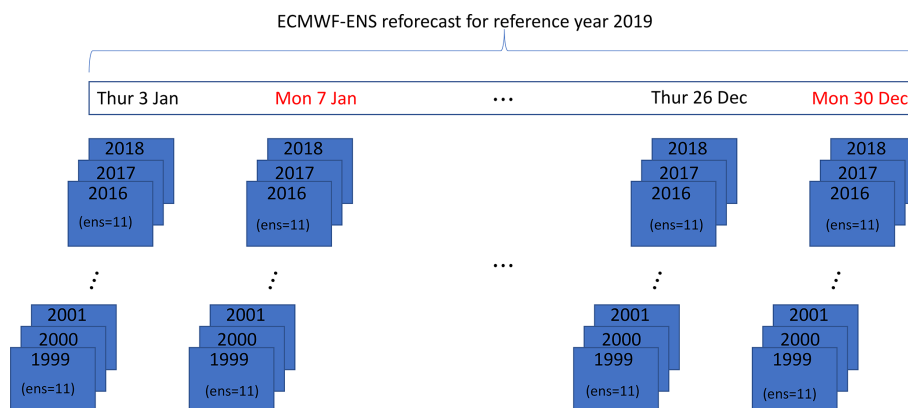 ECMWF-ENS reforecast for reference year 2019
Thur 3 Jan Mon 7 Jan ... Thur 26 Dec Mon 30 Dec
2018 2018 2018 2018
2017 2017 2017 2017
2016 2016 2016 2016
(ens=11) (ens=11) (ens=11) (ens=11)
...
2001 2001 2001 2001
2000 2000 2000 2000
1999 1999 1999 1999
(ens=11) (ens=11) (ens=11) (ens=11)